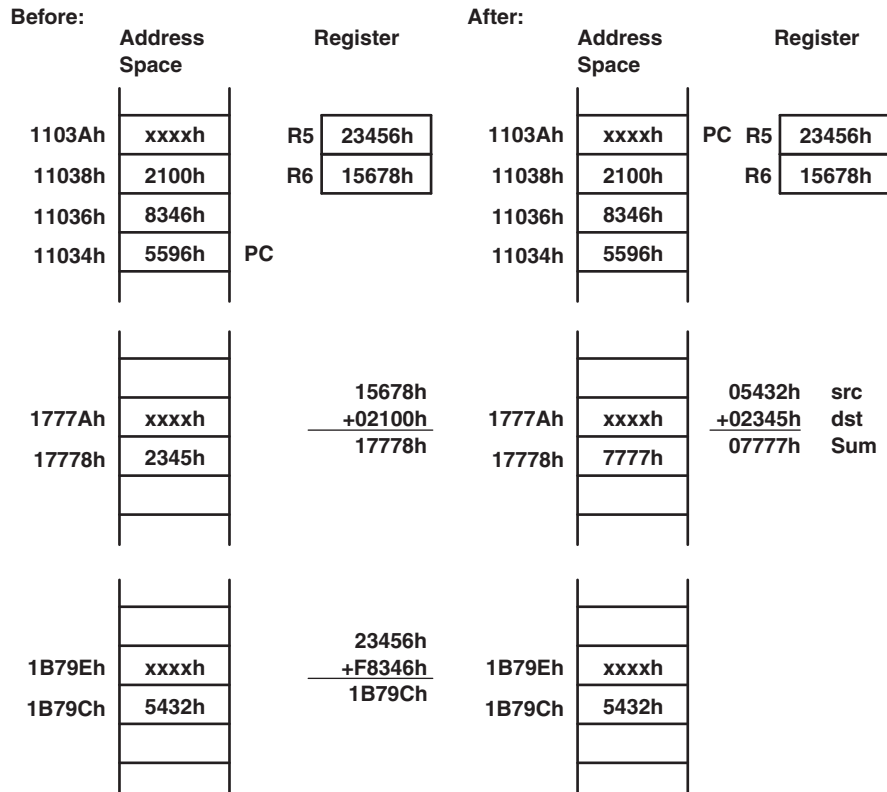 Before: After:
Address Register Address Register
Space Space
1103Ah xxxxh R5 23456h 1103Ah xxxxh PC R5 23456h
11038h 2100h R6 15678h 11038h 2100h R6 15678h
11036h 8346h 11036h 8346h
11034h 5596h PC 11034h 5596h
15678h 05432h src
1777Ah xxxxh +02100h 1777Ah xxxxh +02345h dst
17778h 2345h 17778h 17778h 7777h 07777h Sum
23456h
1B79Eh xxxxh +F8346h 1B79Eh xxxxh
1B79Ch 5432h 1B79Ch 1B79Ch 5432h